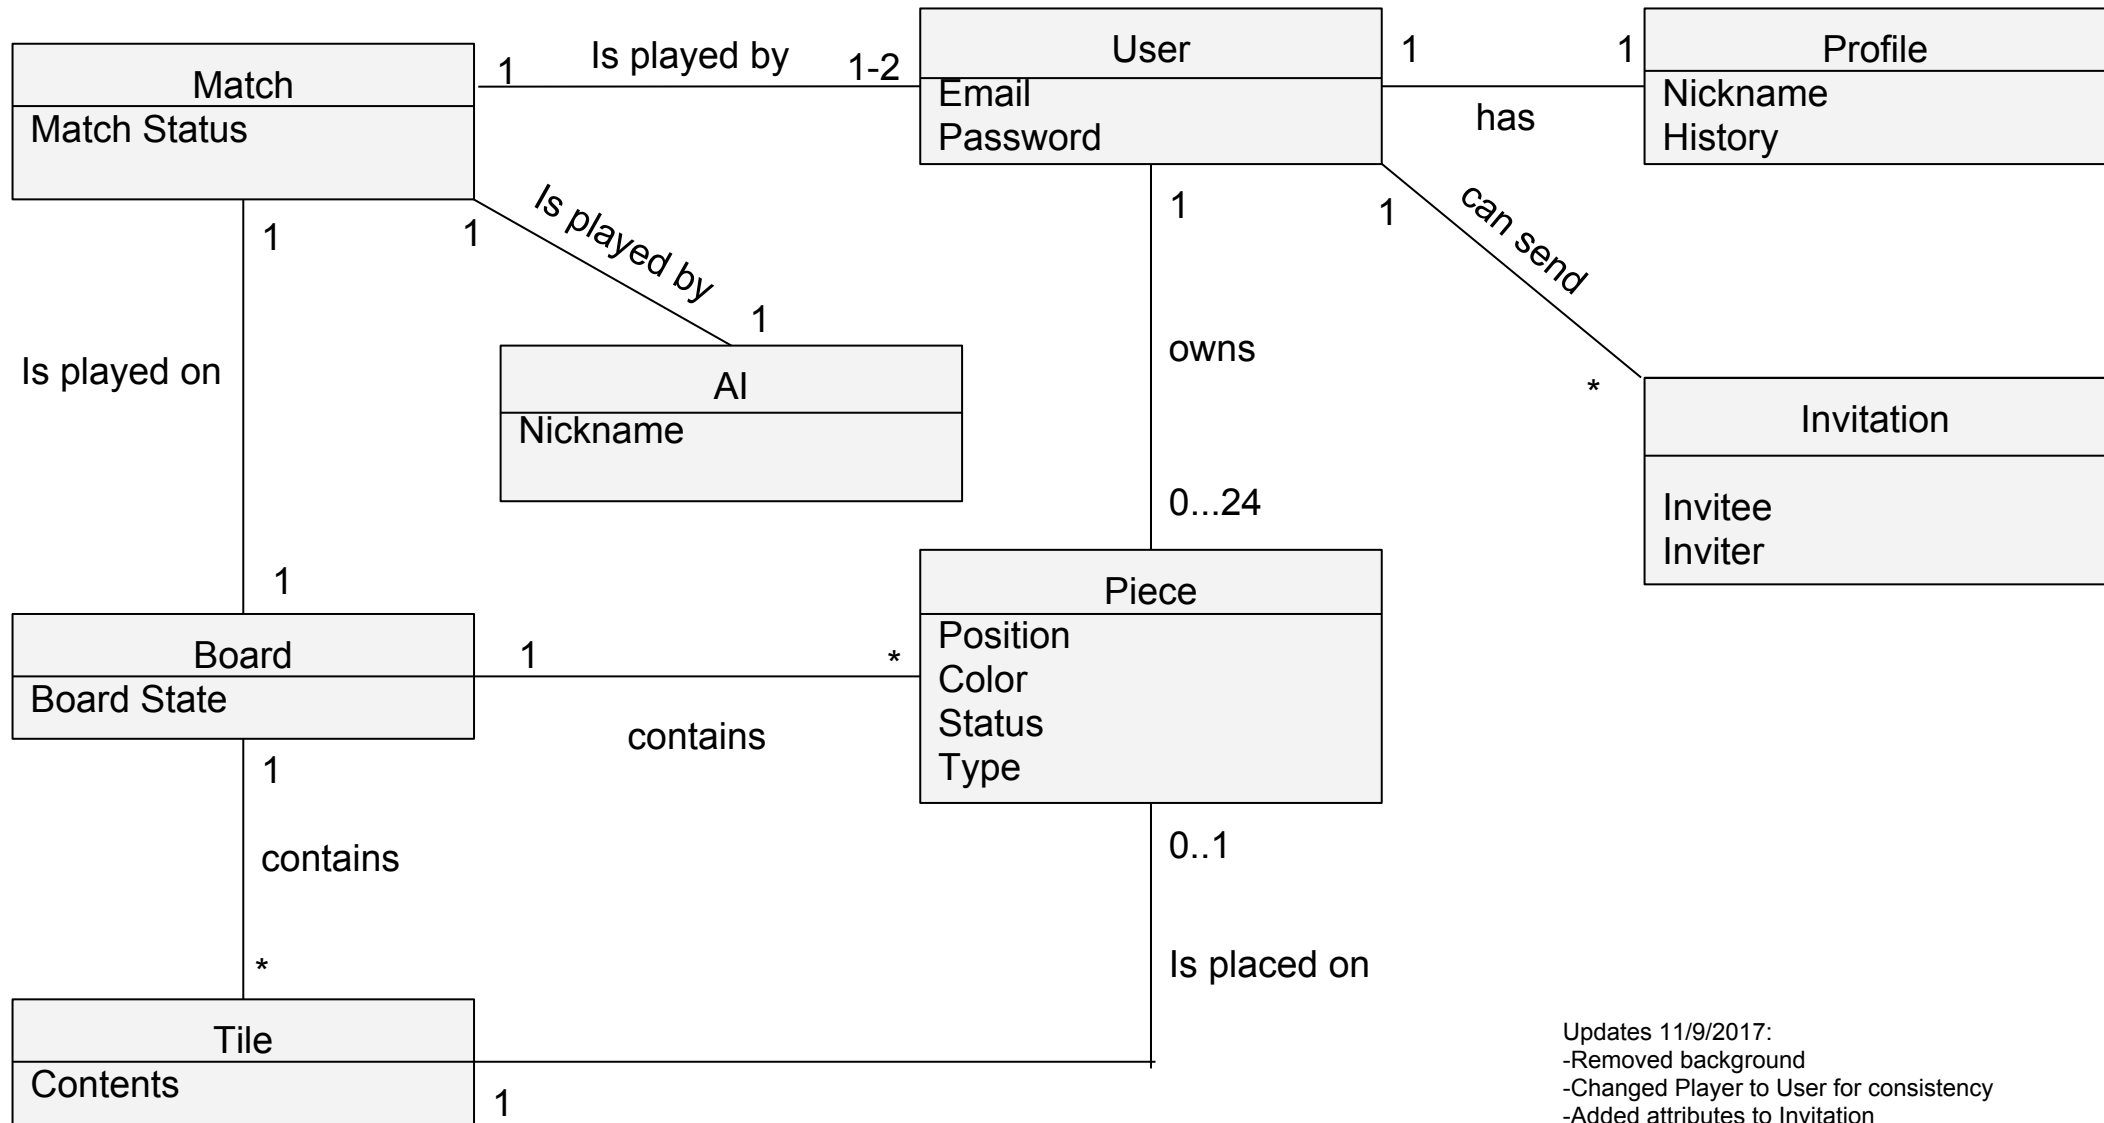 Match
Match Status
1
Is played by
1-2
User
Email
Password
1
1
has
Profile
Nickname
History
1
1
Is played by
1
1
1
can send
*
Is played on
AI
Nickname
owns
0...24
Invitation
Invitee
Inviter
1
Board
Board State
1
*
contains
Piece
Position
Color
Status
Type
1
contains
*
0..1
Is placed on
Tile
Contents
1
Updates 11/9/2017:
-Removed background
-Changed Player to User for consistency
-Added attributes to Invitation